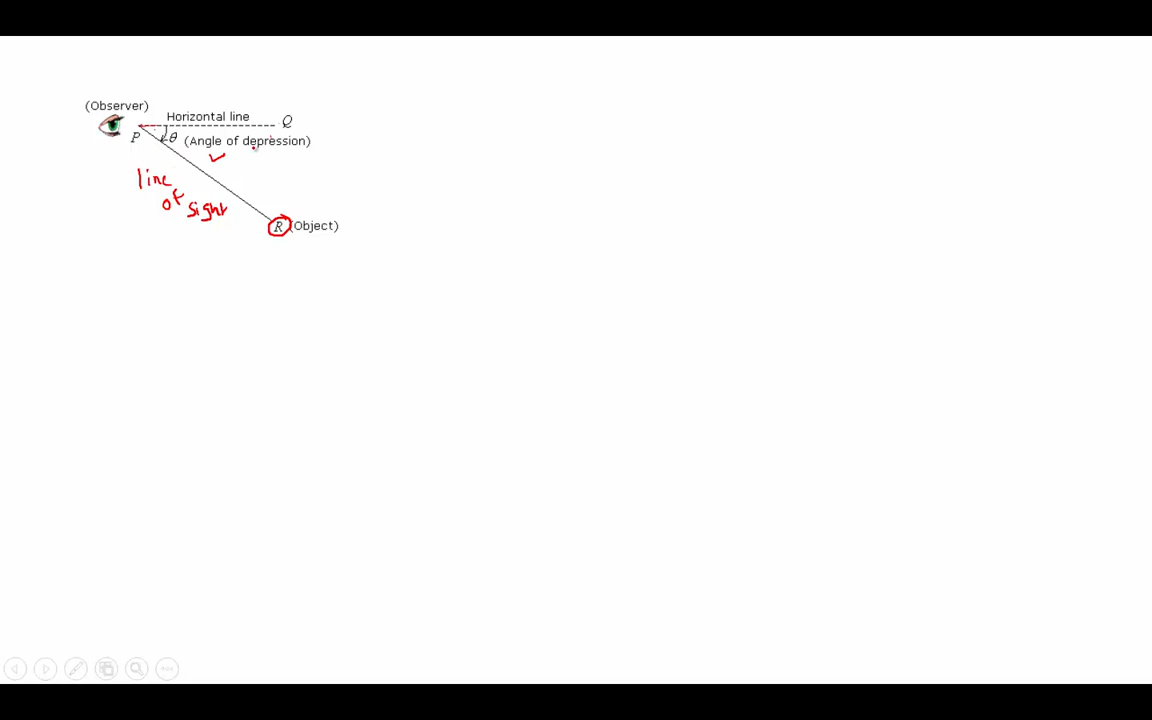 (Observer)
Horizontal line
Q
P
θ
(Angle of depression)
line
of
sight
R
(Object)